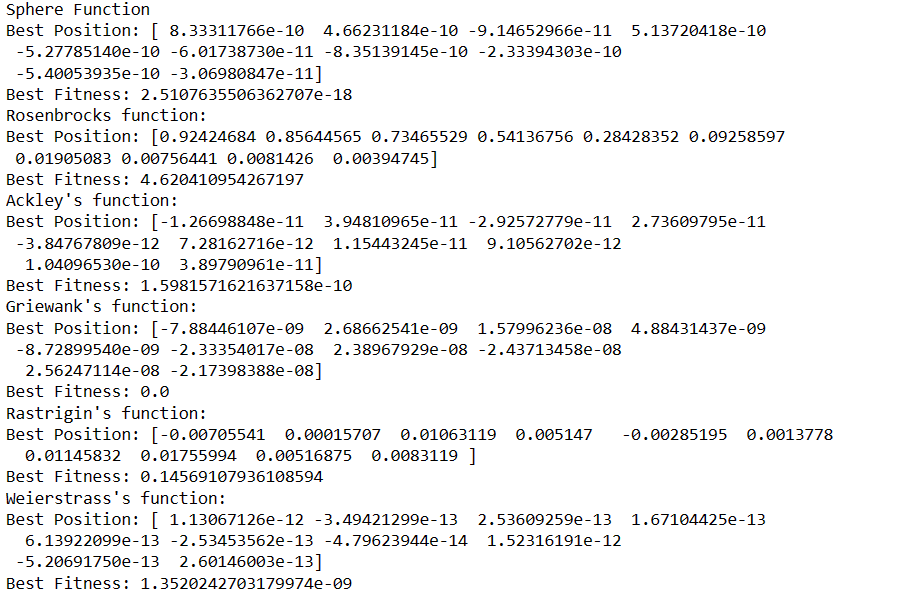 Sphere Function
Best Position: [ 8.33311766e-10  4.66231184e-10 -9.14652966e-11  5.13720418e-10
 -5.27785140e-10 -6.01738730e-11 -8.35139145e-10 -2.33394303e-10
 -5.40053935e-10 -3.06980847e-11]
Best Fitness: 2.5107635506362707e-18
Rosenbrocks function:
Best Position: [0.92424684 0.85644565 0.73465529 0.54136756 0.28428352 0.09258597
 0.01905083 0.00756441 0.0081426  0.00394745]
Best Fitness: 4.620410954267197
Ackley's function:
Best Position: [-1.26698848e-11  3.94810965e-11 -2.92572779e-11  2.73609795e-11
 -3.84767809e-12  7.28162716e-12  1.15443245e-11  9.10562702e-12
  1.04096530e-10  3.89790961e-11]
Best Fitness: 1.5981571621637158e-10
Griewank's function:
Best Position: [-7.88446107e-09  2.68662541e-09  1.57996236e-08  4.88431437e-09
 -8.72899540e-09 -2.33354017e-08  2.38967929e-08 -2.43713458e-08
  2.56247114e-08 -2.17398388e-08]
Best Fitness: 0.0
Rastrigin's function:
Best Position: [-0.00705541  0.00015707  0.01063119  0.005147   -0.00285195  0.0013778
  0.01145832  0.01755994  0.00516875  0.0083119 ]
Best Fitness: 0.14569107936108594
Weierstrass's function:
Best Position: [ 1.13067126e-12 -3.49421299e-13  2.53609259e-13  1.67104425e-13
  6.13922099e-13 -2.53453562e-13 -4.79623944e-14  1.52316191e-12
 -5.20691750e-13  2.60146003e-13]
Best Fitness: 1.3520242703179974e-09